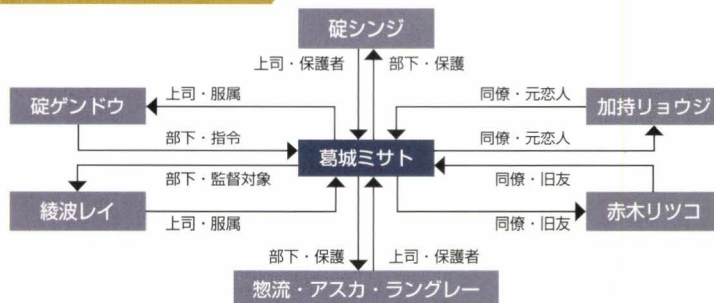 碇シンジ
上司・保護者
部下・保護
碇ゲンドウ
上司・服属
同僚・元恋人
加持リョウジ
部下・指令
葛城ミサト
同僚・元恋人
部下・監督対象
同僚・旧友
綾波レイ
上司・服属
同僚・旧友
赤木リツコ
部下・保護
上司・保護者
惣流・アスカ・ラングレー